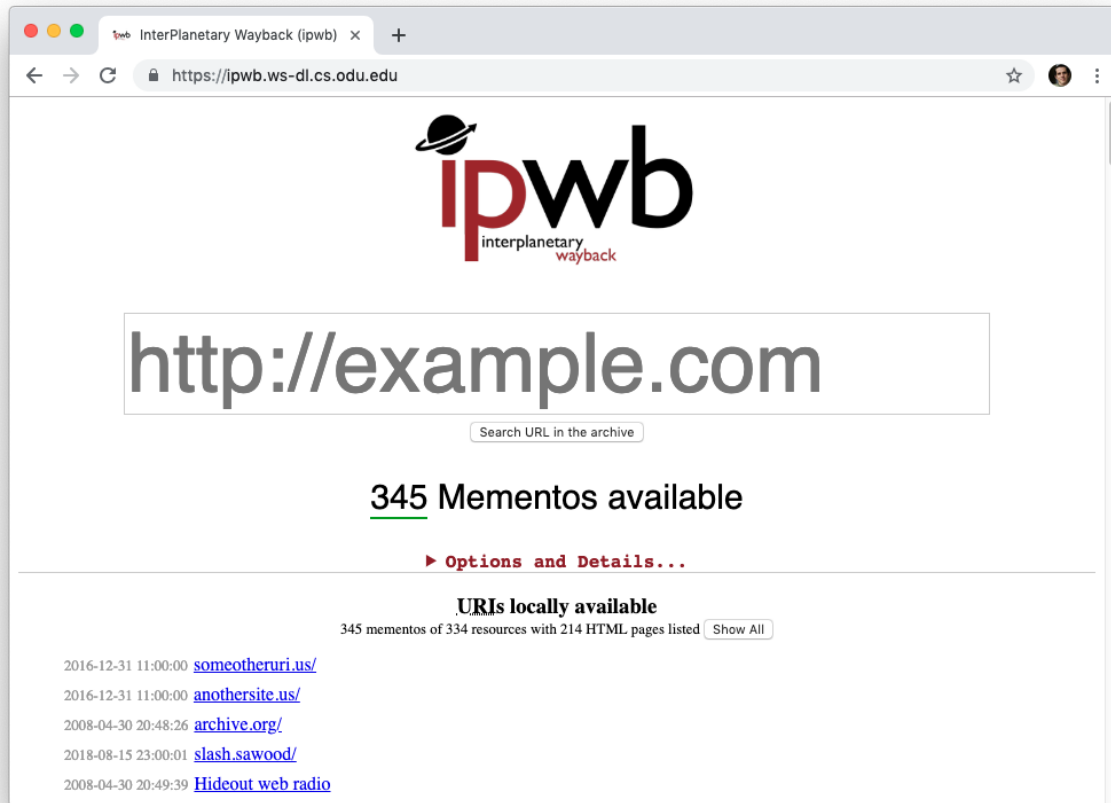 ipwb InterPlanetary Wayback (ipwb)
https://ipwb.ws-dl.cs.odu.edu
ipwb
interplanetary
wayback
http://example.com
Search URL in the archive
345 Mementos available
Options and Details...
URIs locally available
345 mementos of 334 resources with 214 HTML pages listed Show All
2016-12-31 11:00:00 someotheruri.us/
2016-12-31 11:00:00 anothersite.us/
2008-04-30 20:48:26 archive.org/
2018-08-15 23:00:01 slash.sawood/
2008-04-30 20:49:39 Hideout web radio